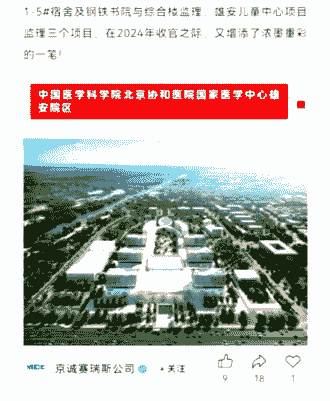 1-5#宿舍及钢铁书院与综合楼监理、雄安儿童中心项目
监理三个项目，在2024年收官之际，又增添了浓墨重彩
的一笔！
中国医学科学院北京协和医院国家医学中心雄
安院区
京诚赛瑞斯公司
+关注
9
18
1